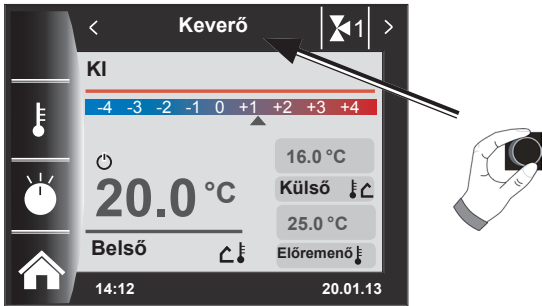 < Keverő 1 >
KI
-4 -3 -2 -1 0 +1 +2 +3 +4
16.0 °C
Külső
20.0 °C
25.0 °C
Belső
Előremenő
14:12 20.01.13